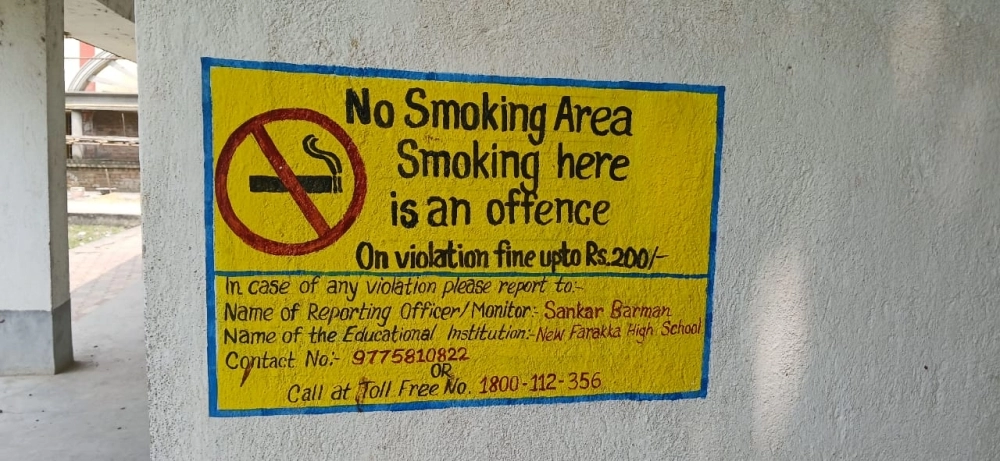 No Smoking Area
Smoking here
is an offence
On violation fine upto Rs.200/-
In case of any violation please report to:-
Name of Reporting Officer/Monitor:- Sankar Barman
Name of the Educational Institution:- New Farakka High School
Contact No:- 9775810822
OR
Call at Toll Free No. 1800-112-356